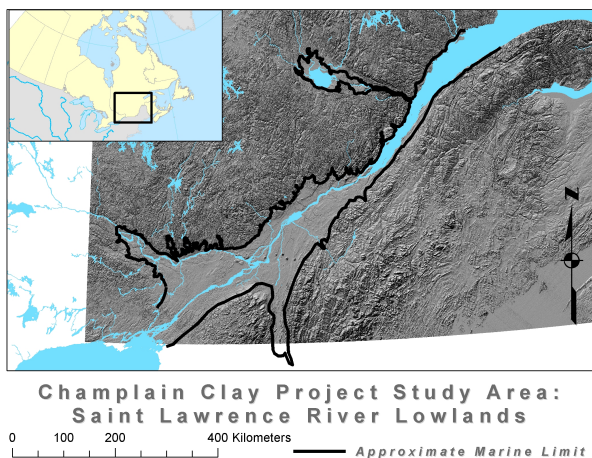 N
Champlain Clay Project Study Area:
Saint Lawrence River Lowlands
0 100 200 400 Kilometers
Approximate Marine Limit